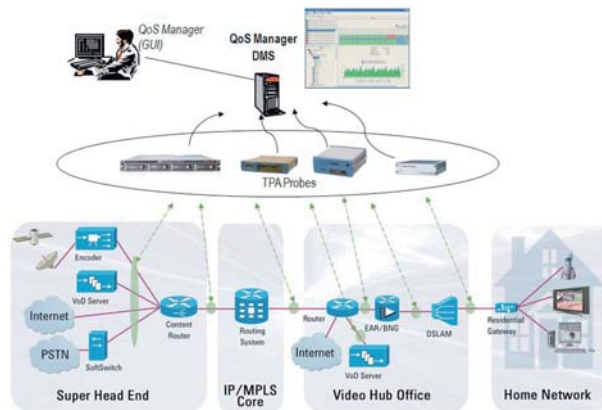 QoS Manager
(GUI)
QoS Manager
DMS
TPA Probes
Encoder
VoD Server
Internet
PSTN
SoftSwitch
Content
Router
Super Head End
Routing
System
IP/MPLS
Core
Router
Internet
VoD Server
EAR/BNG
DSLAM
Video Hub Office
Residential
Gateway
Home Network